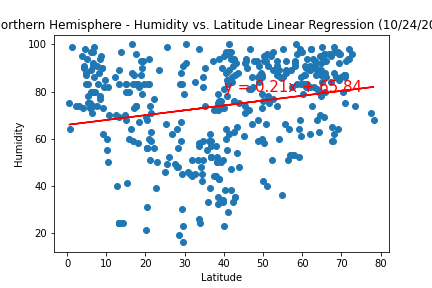 orthern Hemisphere - Humidity vs. Latitude Linear Regression (10/24/20
100
80
60
40
20
Humidity
y = 0.21x + 65.84
0 10 20 30 40 50 60 70 80
Latitude